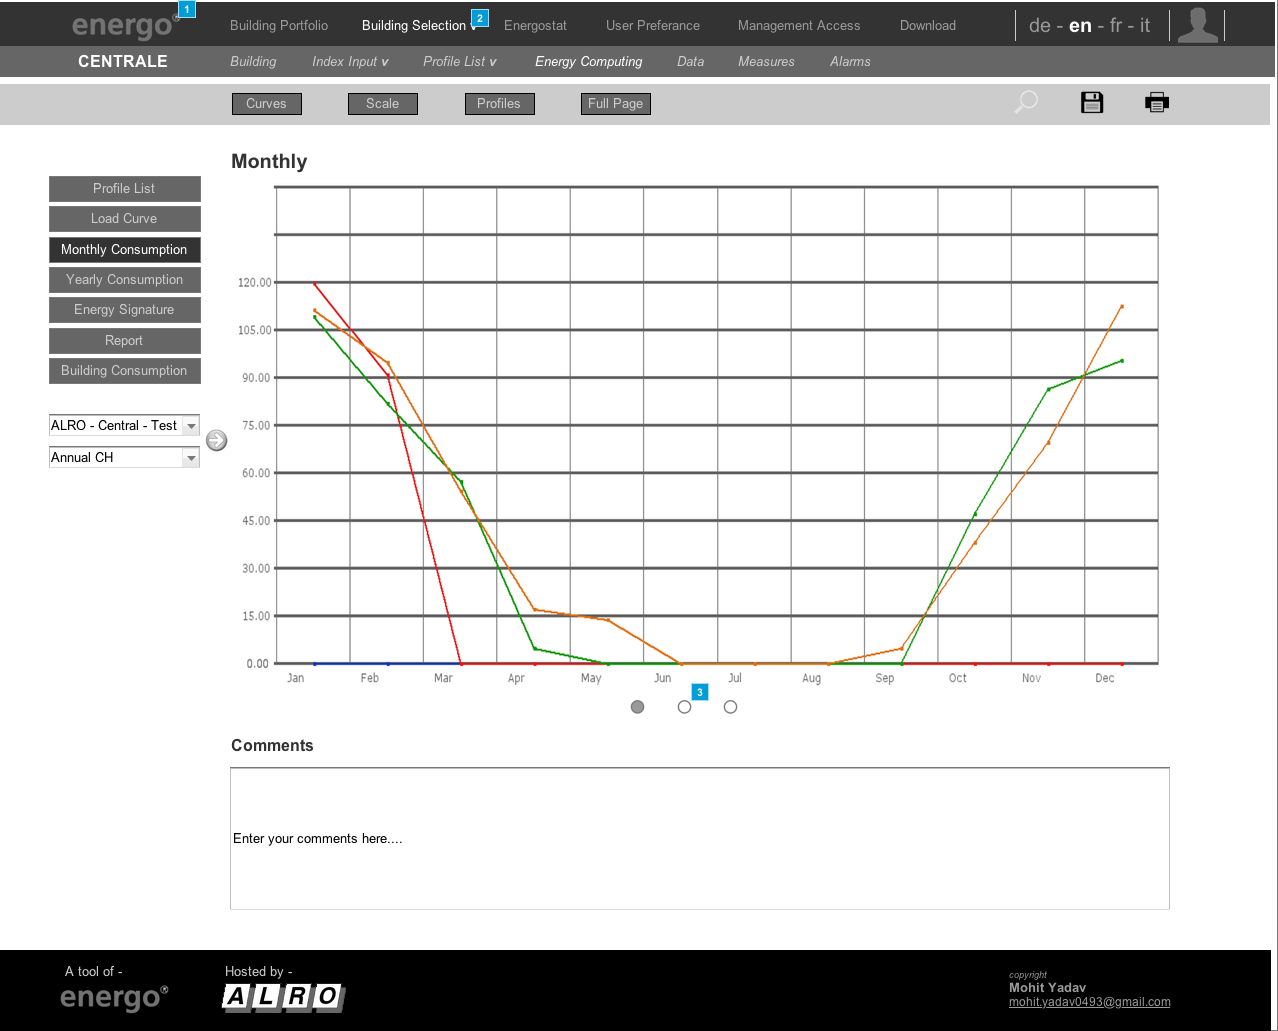 energo® 1
Building Portfolio Building Selection v 2 Energostat User Preferance Management Access Download de - en - fr - it
CENTRALE Building Index Input v Profile List v Energy Computing Data Measures Alarms
Curves Scale Profiles Full Page
Monthly
Profile List
Load Curve
Monthly Consumption
Yearly Consumption
Energy Signature
Report
Building Consumption
ALRO - Central - Test
Annual CH
120.00
105.00
90.00
75.00
60.00
45.00
30.00
15.00
0.00
Jan Feb Mar Apr May Jun Jul Aug Sep Oct Nov Dec
3
Comments
Enter your comments here....
A tool of -
energo®
Hosted by -
ALRO
copyright
Mohit Yadav
mohit.yadav0493@gmail.com